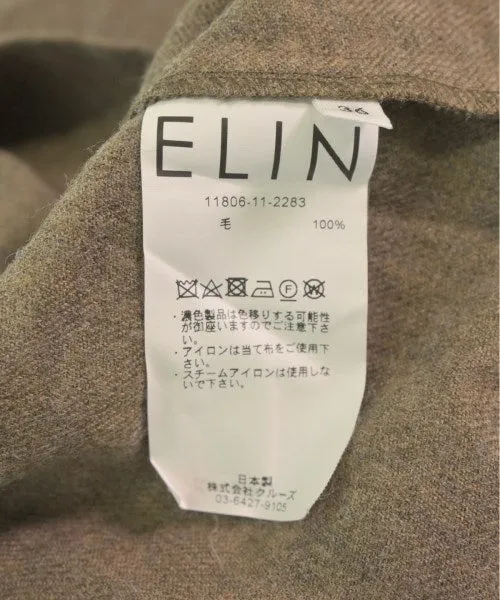 36
ELIN
11806-11-2283
毛 100%
・濃色製品は色移りする可能性
が御座いますのでご注意下さ
い。
・アイロンは当て布をご使用下
さい。
・スチームアイロンは使用しな
いで下さい。
日本製
株式会社クルーズ
03-6427-9105